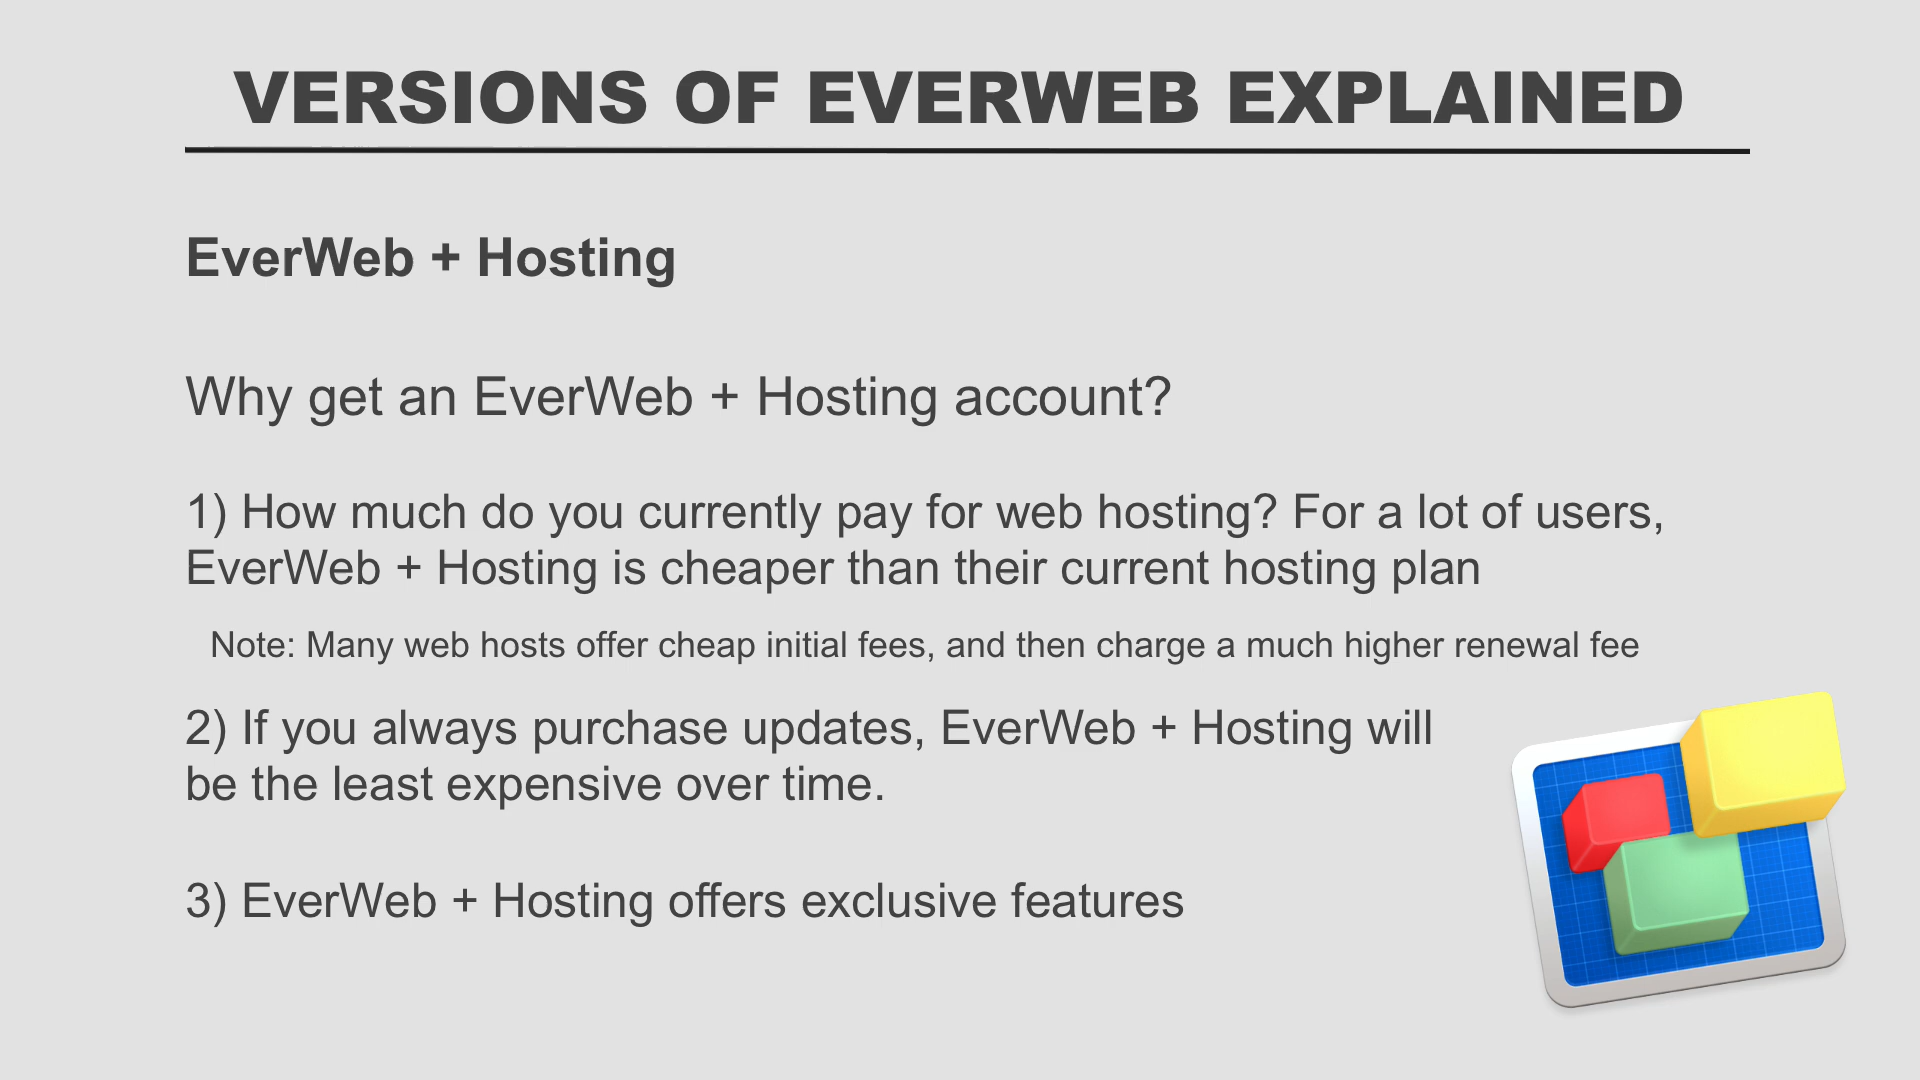 VERSIONS OF EVERWEB EXPLAINED
EverWeb + Hosting
Why get an EverWeb + Hosting account?
1) How much do you currently pay for web hosting? For a lot of users,
EverWeb + Hosting is cheaper than their current hosting plan
Note: Many web hosts offer cheap initial fees, and then charge a much higher renewal fee
2) If you always purchase updates, EverWeb + Hosting will
be the least expensive over time.
3) EverWeb + Hosting offers exclusive features